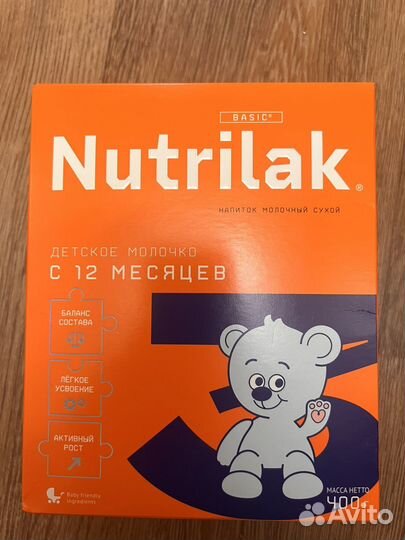 BASIC®
Nutrilak®
НАПИТОК МОЛОЧНЫЙ СУХОЙ
ДЕТСКОЕ МОЛОЧКО
С 12 МЕСЯЦЕВ
3
БАЛАНС
СОСТАВА
ЛЁГКОЕ
УСВОЕНИЕ
АКТИВНЫЙ
РОСТ
Baby friendly
ingredients
МАССА НЕТТО
400 г
Avito